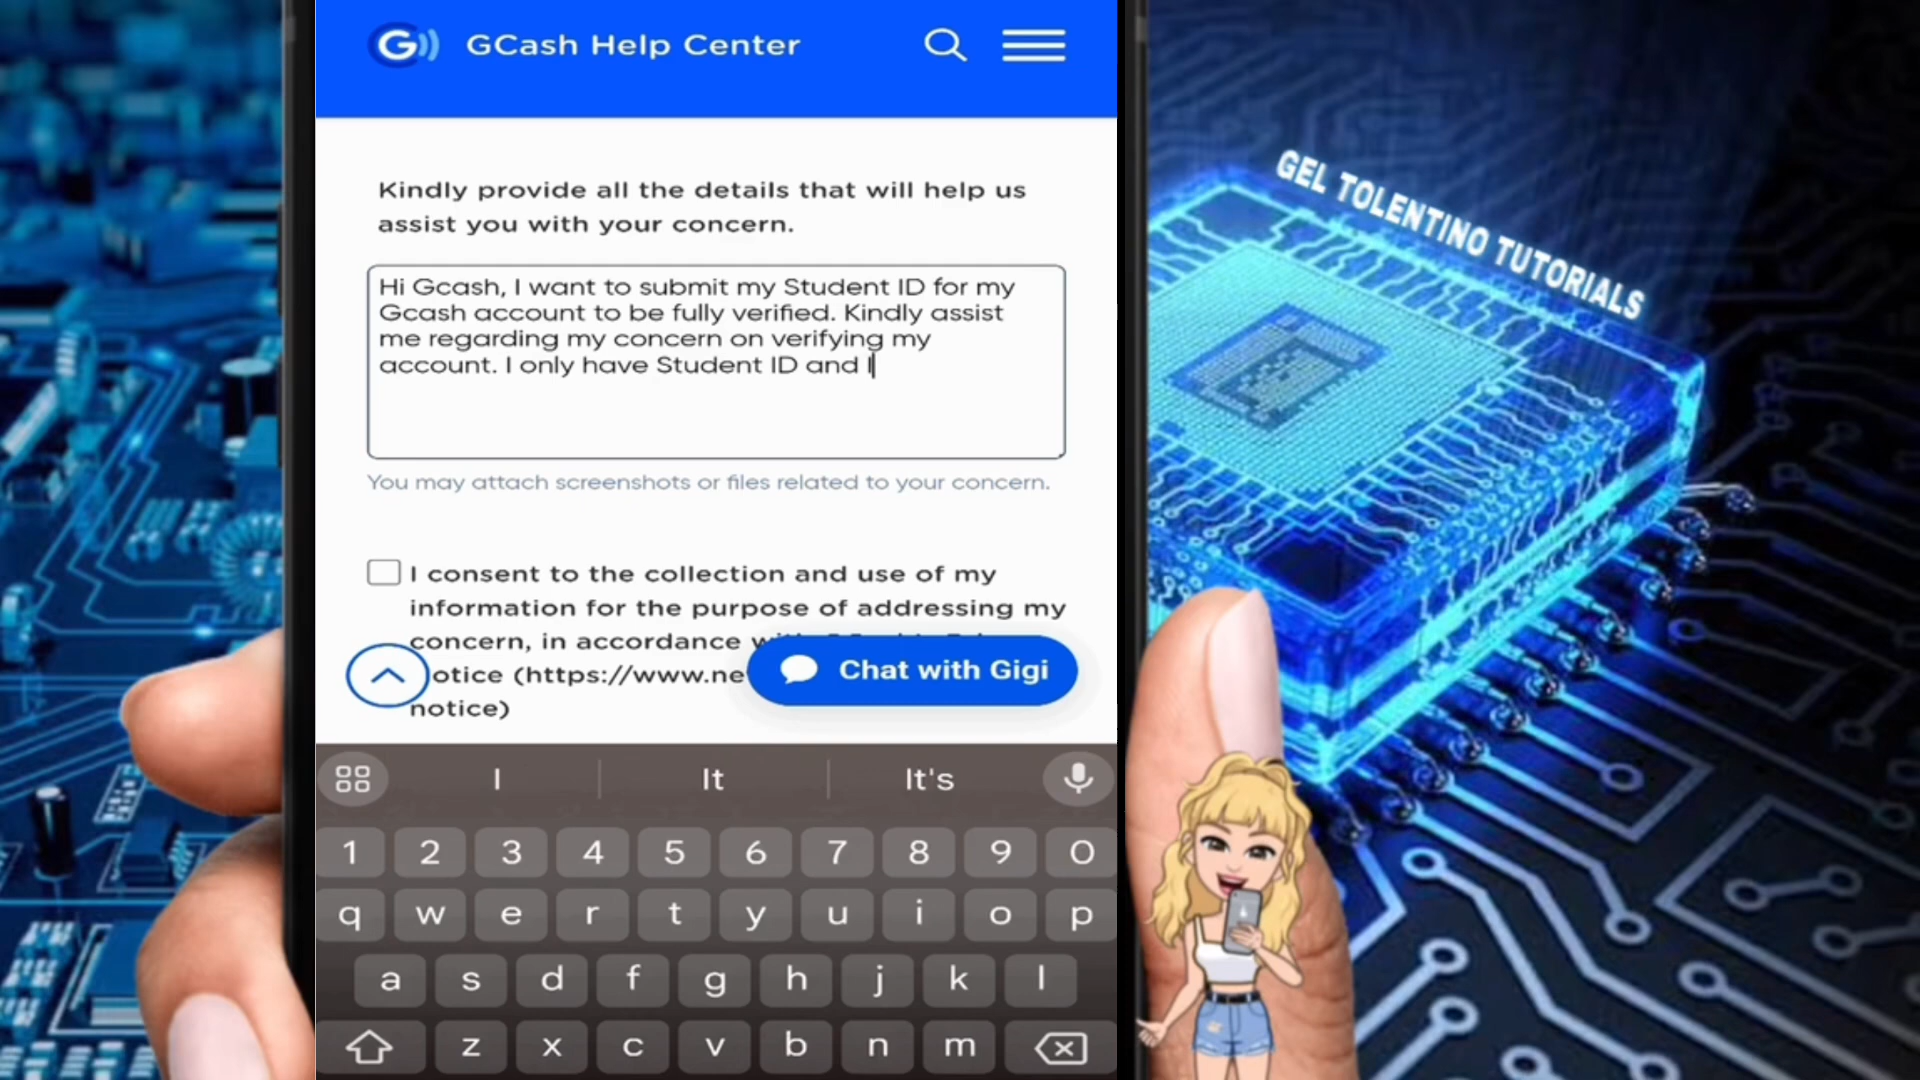 G
GCash Help Center
Kindly provide all the details that will help us
assist you with your concern.
Hi Gcash, I want to submit my Student ID for my
Gcash account to be fully verified. Kindly assist
me regarding my concern on verifying my
account. I only have Student ID and I
You may attach screenshots or files related to your concern.
I consent to the collection and use of my
information for the purpose of addressing my
concern, in accordance
otice (https://www.ne
notice)
Chat with Gigi
I It It's
1 2 3 4 5 6 7 8 9 0
q w e r t y u i o p
a s d f g h j k l
z x c v b n m
GEL TOLENTINO TUTORIALS